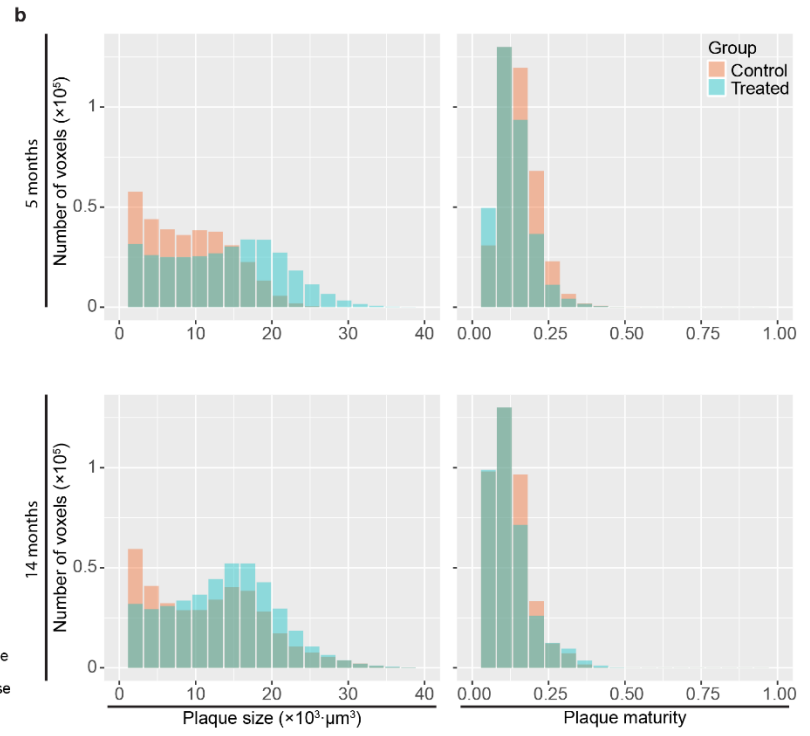 b
Group
Control
Treated
5 months
Number of voxels (×10⁵)
1
0.5
0
0 10 20 30 40
0.00 0.25 0.50 0.75 1.00
14 months
Number of voxels (×10⁵)
1
0.5
0
0 10 20 30 40
0.00 0.25 0.50 0.75 1.00
Plaque size (×10³·µm³)
Plaque maturity
e
se